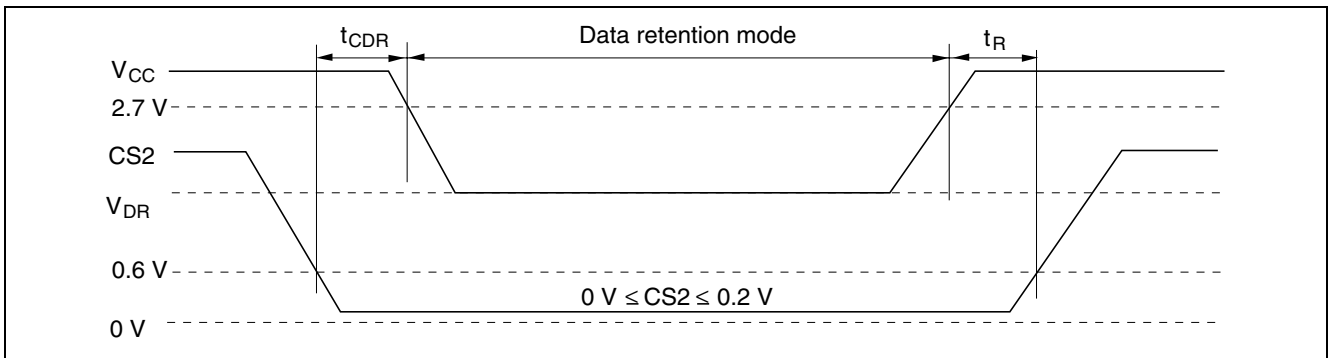 tCDR
Data retention mode
tR
VCC
2.7 V
CS2
VDR
0.6 V
0 V ≤ CS2 ≤ 0.2 V
0 V